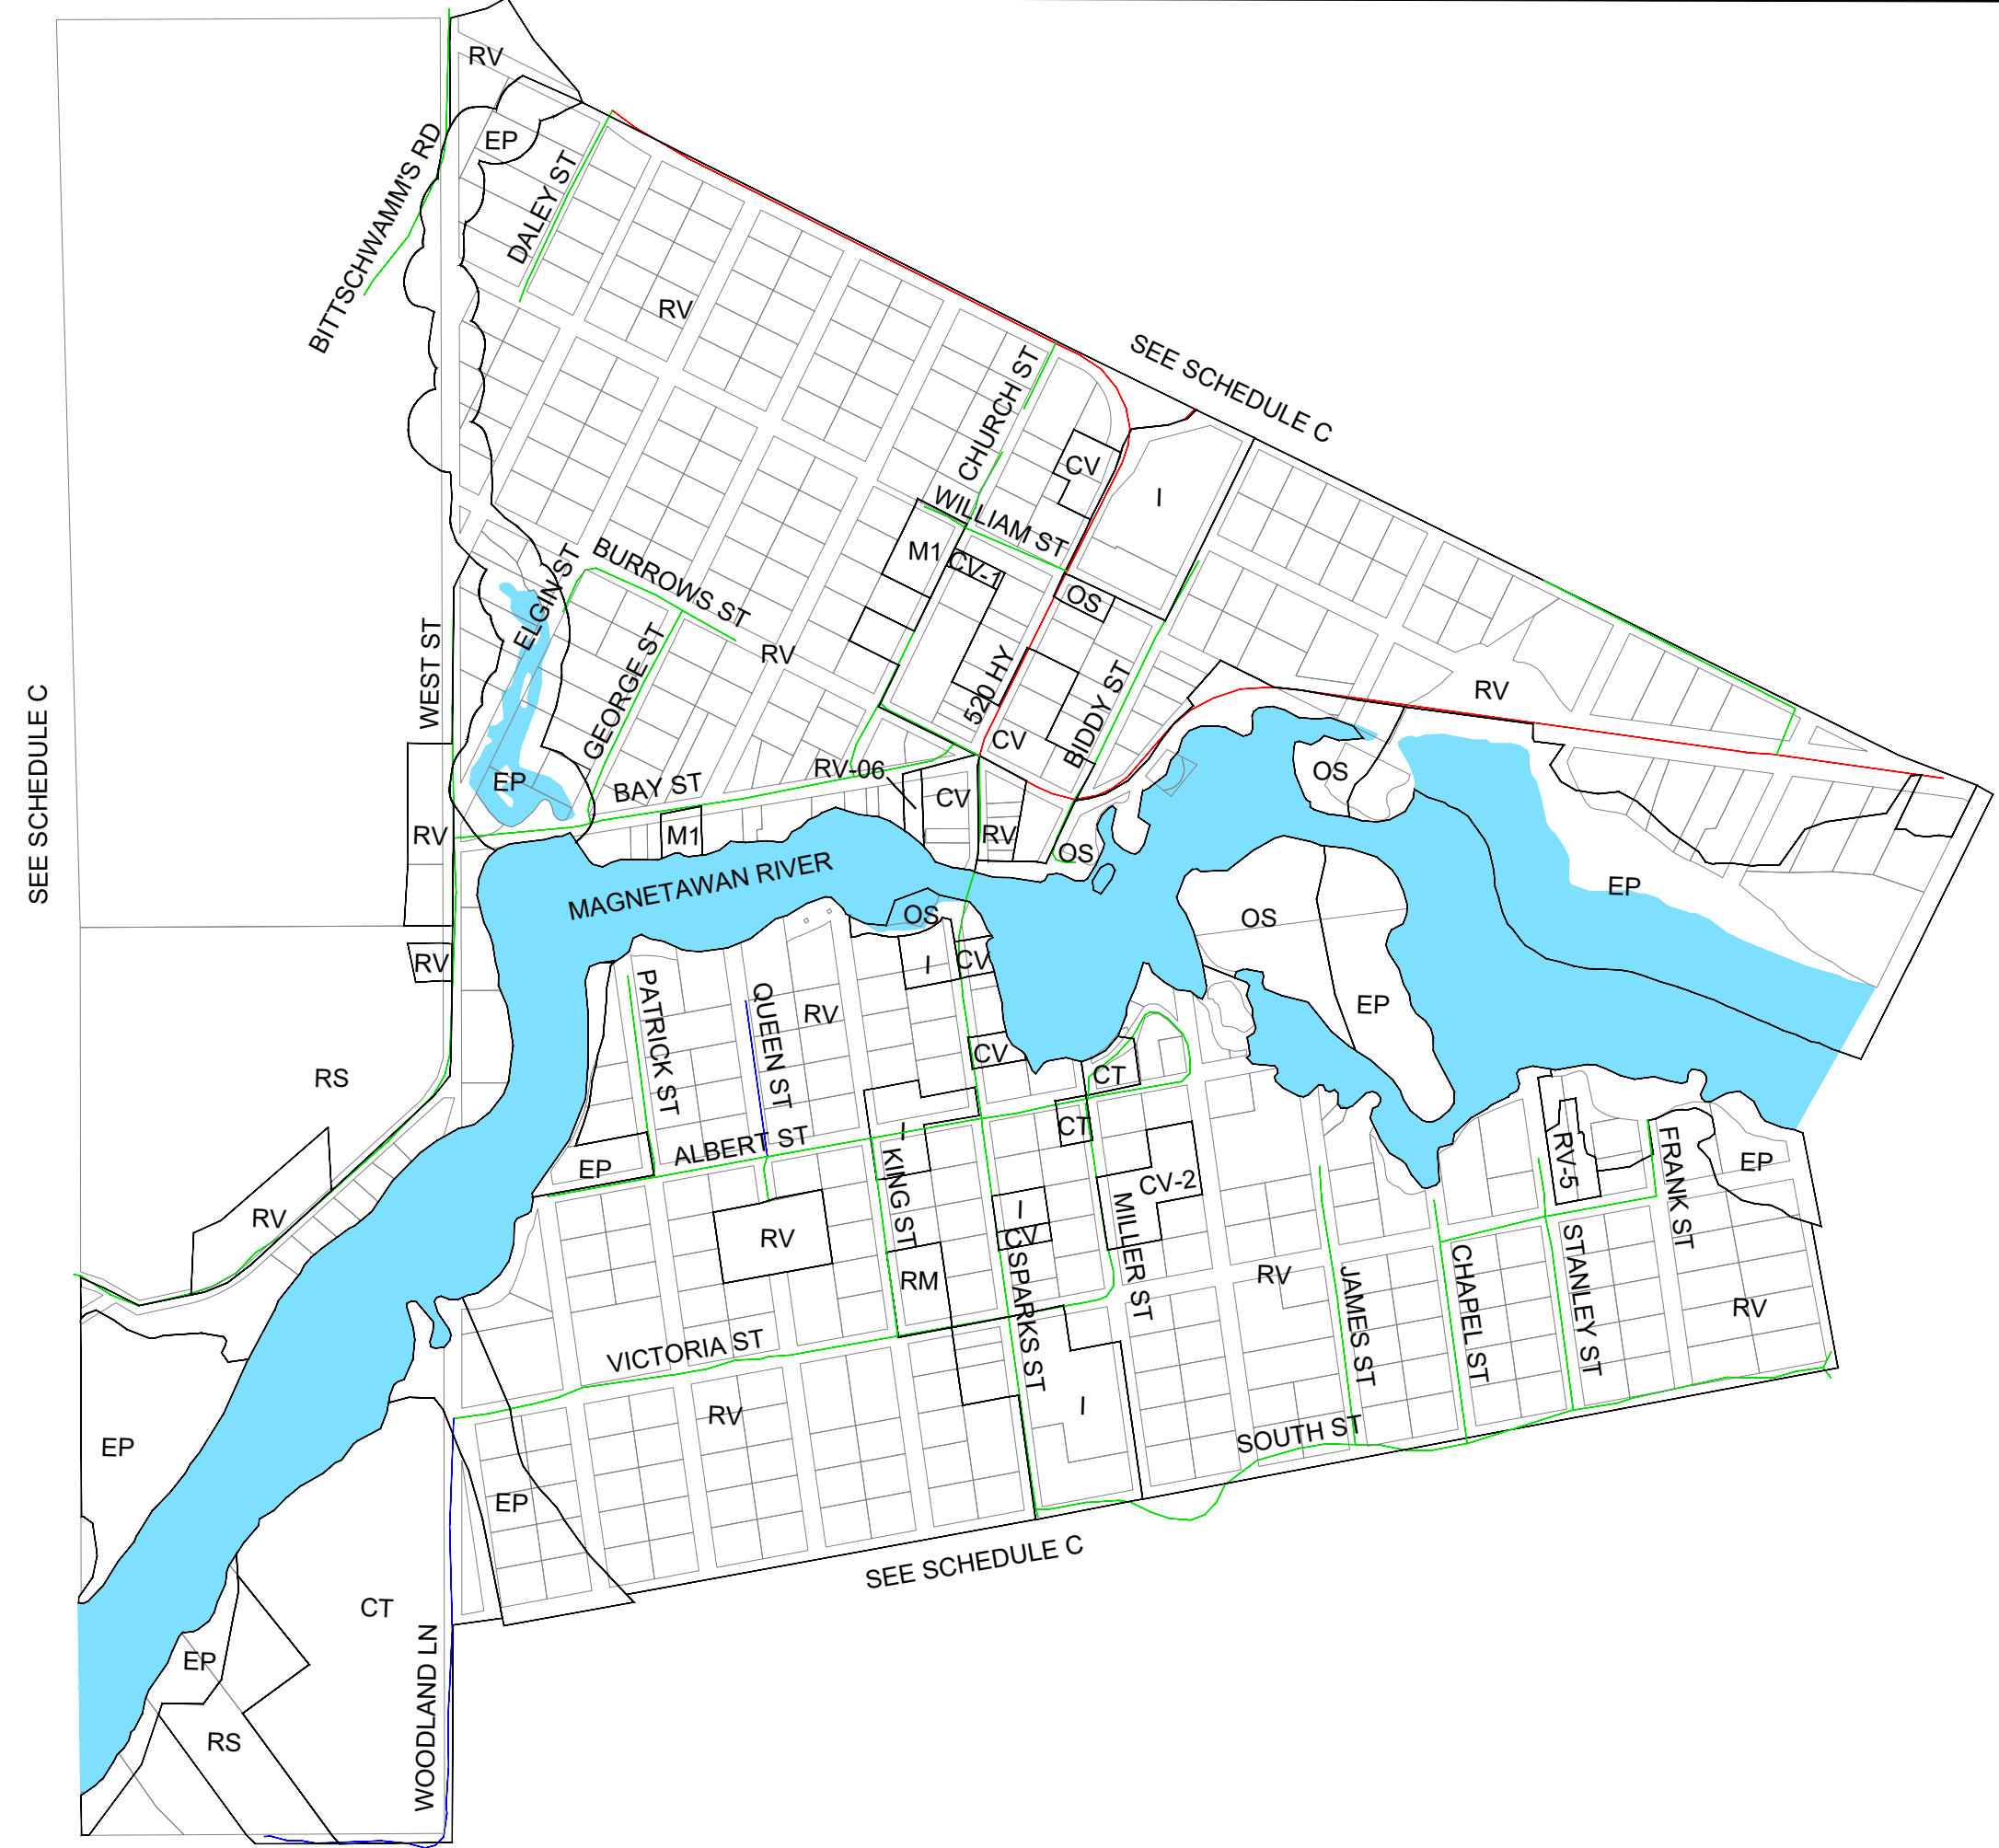 RV
EP
BITTSCHWAMM'S RD
DALEY ST
RV
SEE SCHEDULE C
CHURCH ST
CV
I
WILLIAM ST
M1
CV-1
OS
BURROWS ST
ELGIN ST
GEORGE ST
WEST ST
RV
520 HY
BIDDY ST
RV
CV
SEE SCHEDULE C
EP
BAY ST
RV-06
CV
OS
RV
M1
RV
OS
EP
MAGNETAWAN RIVER
OS
OS
RV
I
CV
EP
PATRICK ST
QUEEN ST
RV
CV
CT
RS
CT
ALBERT ST
I
KING ST
EP
CV-2
RV-5
FRANK ST
EP
RV
RV
I
CV
MILLER ST
RM
SPARKS ST
RV
JAMES ST
CHAPEL ST
STANLEY ST
RV
VICTORIA ST
RV
I
SOUTH ST
EP
EP
SEE SCHEDULE C
CT
WOODLAND LN
EP
RS